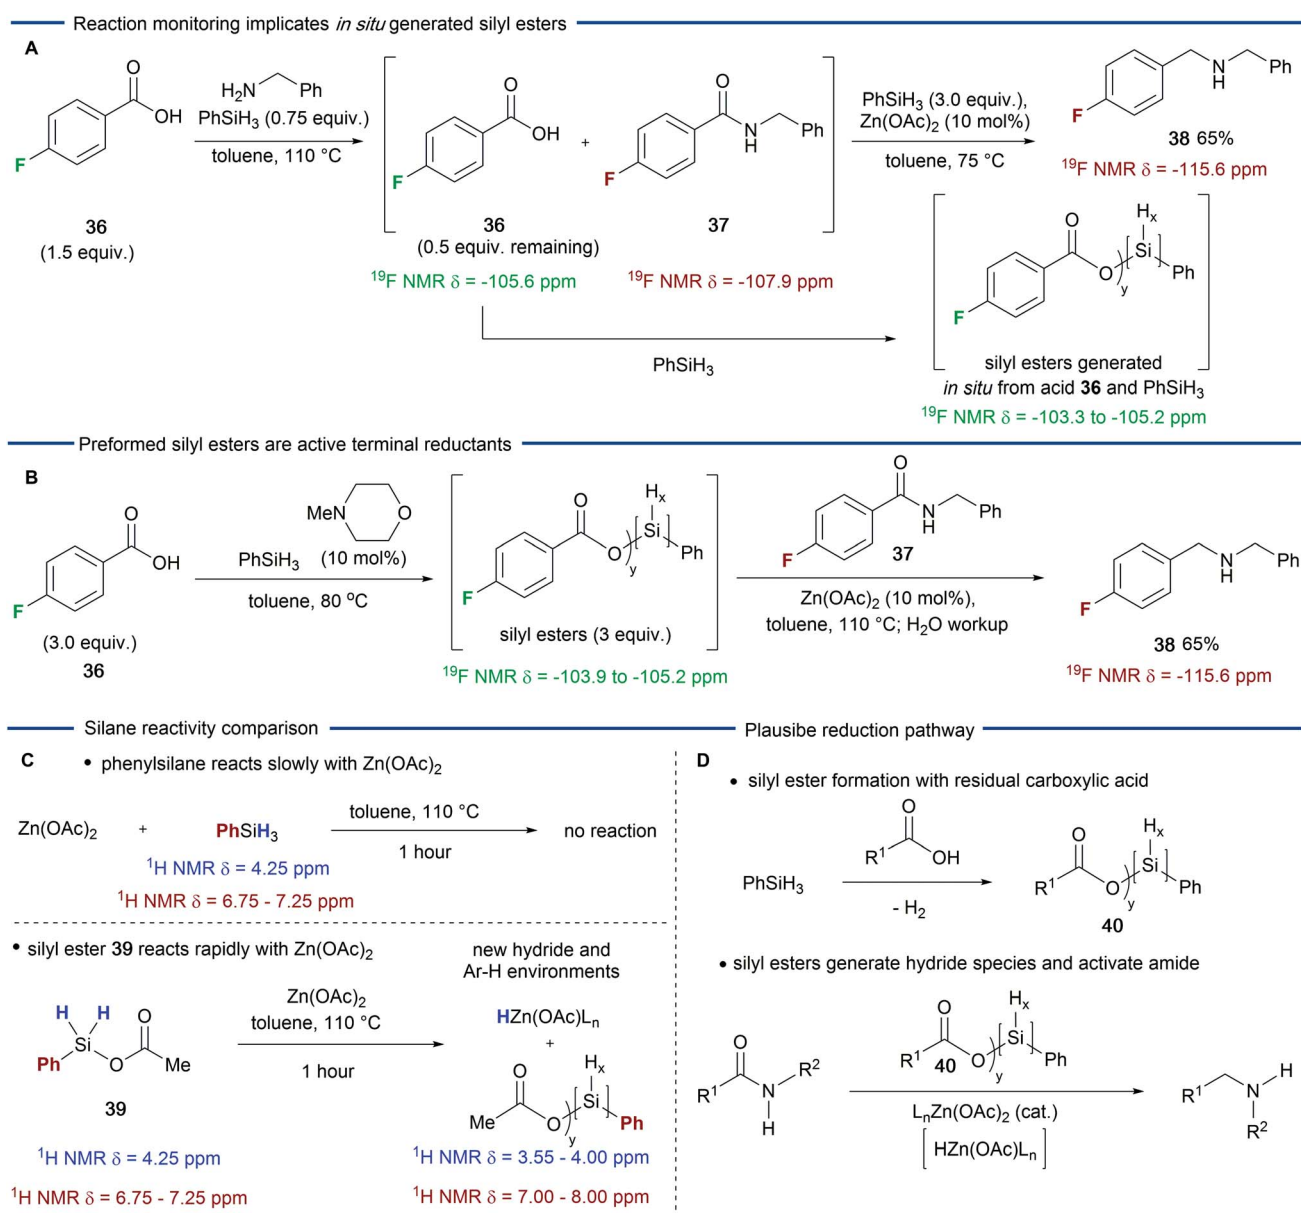 Reaction monitoring implicates in situ generated silyl esters
A
O
OH
F
36
(1.5 equiv.)
H2N Ph
PhSiH3 (0.75 equiv.)
toluene, 110 °C
O
OH
F
36
(0.5 equiv. remaining)
19F NMR δ = -105.6 ppm
+
O
N
H
Ph
F
37
19F NMR δ = -107.9 ppm
PhSiH3 (3.0 equiv.),
Zn(OAc)2 (10 mol%)
toluene, 75 °C
N
H
Ph
F
38 65%
19F NMR δ = -115.6 ppm
PhSiH3
O
O
y
Hx
Si
Ph
F
silyl esters generated
in situ from acid 36 and PhSiH3
19F NMR δ = -103.3 to -105.2 ppm
Preformed silyl esters are active terminal reductants
B
O
OH
F
(3.0 equiv.)
36
MeN O
PhSiH3 (10 mol%)
toluene, 80 °C
O
O
y
Hx
Si
Ph
F
silyl esters (3 equiv.)
19F NMR δ = -103.9 to -105.2 ppm
O
N
H
Ph
F
37
Zn(OAc)2 (10 mol%),
toluene, 110 °C; H2O workup
N
H
Ph
F
38 65%
19F NMR δ = -115.6 ppm
Silane reactivity comparison
C
• phenylsilane reacts slowly with Zn(OAc)2
Zn(OAc)2 + PhSiH3
1H NMR δ = 4.25 ppm
1H NMR δ = 6.75 - 7.25 ppm
toluene, 110 °C
1 hour
no reaction
• silyl ester 39 reacts rapidly with Zn(OAc)2
H H
Si
Ph
O
O
Me
39
1H NMR δ = 4.25 ppm
1H NMR δ = 6.75 - 7.25 ppm
Zn(OAc)2
toluene, 110 °C
1 hour
new hydride and
Ar-H environments
HZn(OAc)Ln
+
O
Me
O
y
Hx
Si
Ph
1H NMR δ = 3.55 - 4.00 ppm
1H NMR δ = 7.00 - 8.00 ppm
Plausibe reduction pathway
D
• silyl ester formation with residual carboxylic acid
PhSiH3
O
R1 OH
- H2
O
R1
O
y
Hx
Si
Ph
40
• silyl esters generate hydride species and activate amide
O
R1
N
H
R2
O
R1
40
O
y
Hx
Si
Ph
LnZn(OAc)2 (cat.)
HZn(OAc)Ln
R1
N
H
R2